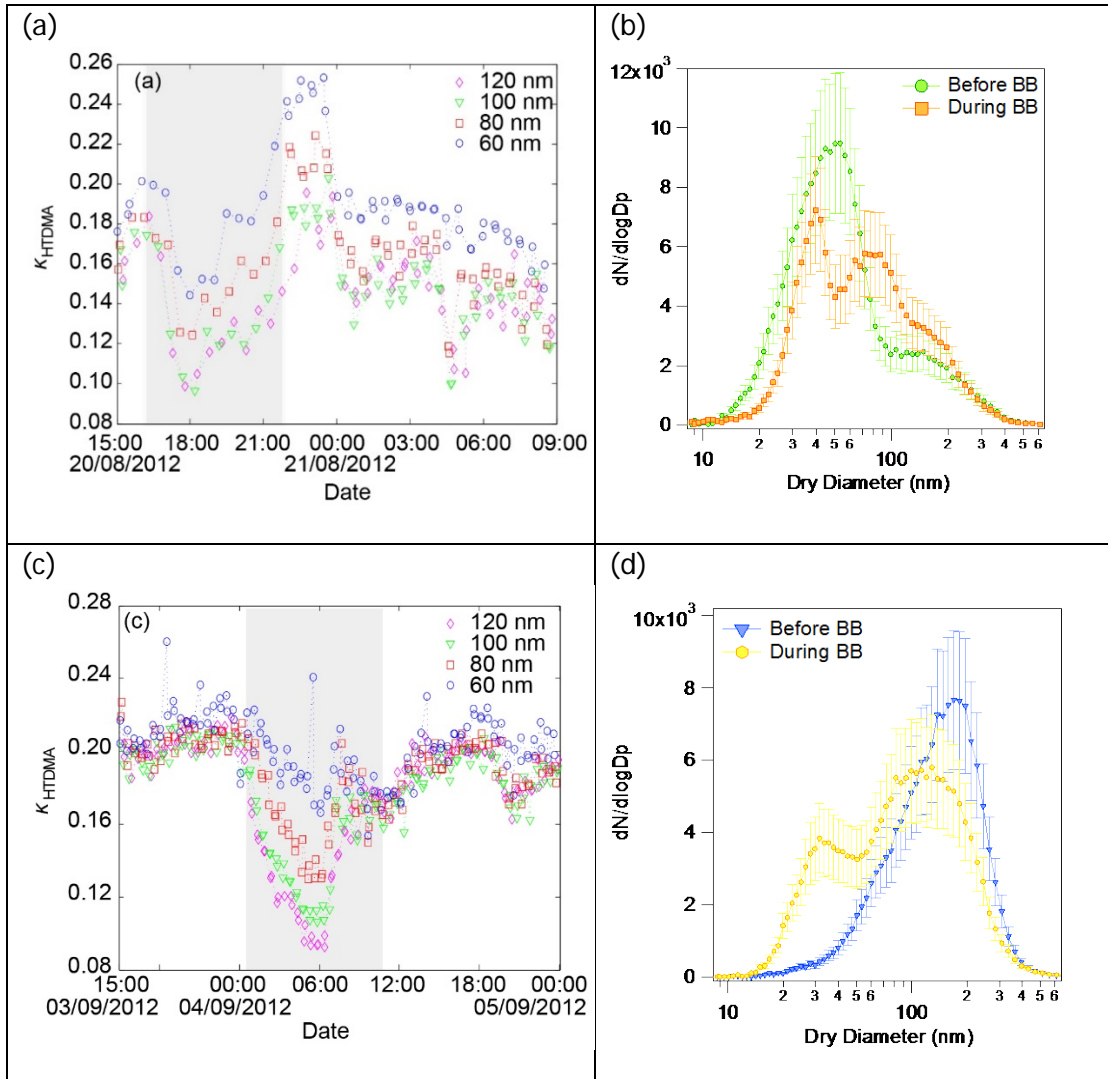 (a)
(a)
0.26
0.24
0.22
0.20
0.18
0.16
0.14
0.12
0.10
0.08
κHTDMA
120 nm
100 nm
80 nm
60 nm
15:00 18:00 21:00 00:00 03:00 06:00 09:00
20/08/2012 21/08/2012
Date
(b)
12x10³
10
8
6
4
2
0
dN/dlogDp
Before BB
During BB
10 2 3 4 5 6 100 2 3 4 5 6
Dry Diameter (nm)
(c)
(c)
0.28
0.24
0.20
0.16
0.12
0.08
κHTDMA
120 nm
100 nm
80 nm
60 nm
15:00 00:00 06:00 12:00 18:00 00:00
03/09/2012 04/09/2012 05/09/2012
Date
(d)
10x10³
8
6
4
2
0
dN/dlogDp
Before BB
During BB
10 2 3 4 5 6 100 2 3 4 5 6
Dry Diameter (nm)